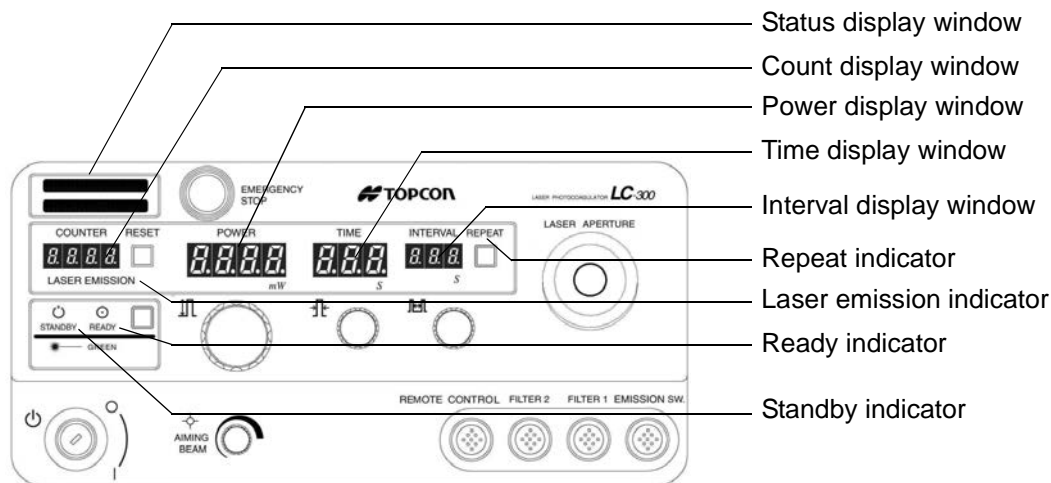 Status display window
Count display window
Power display window
Time display window
Interval display window
Repeat indicator
Laser emission indicator
Ready indicator
Standby indicator
EMERGENCY
STOP
TOPCON
LASER PHOTOCOAGULATOR LC-300
COUNTER RESET POWER TIME INTERVAL REPEAT
LASER APERTURE
8.8.8.8. 8.8.8.8. 8.8.8. 8.8.8.
mW S S
LASER EMISSION
STANDBY READY
GREEN
REMOTE CONTROL FILTER 2 FILTER 1 EMISSION SW.
AIMING
BEAM